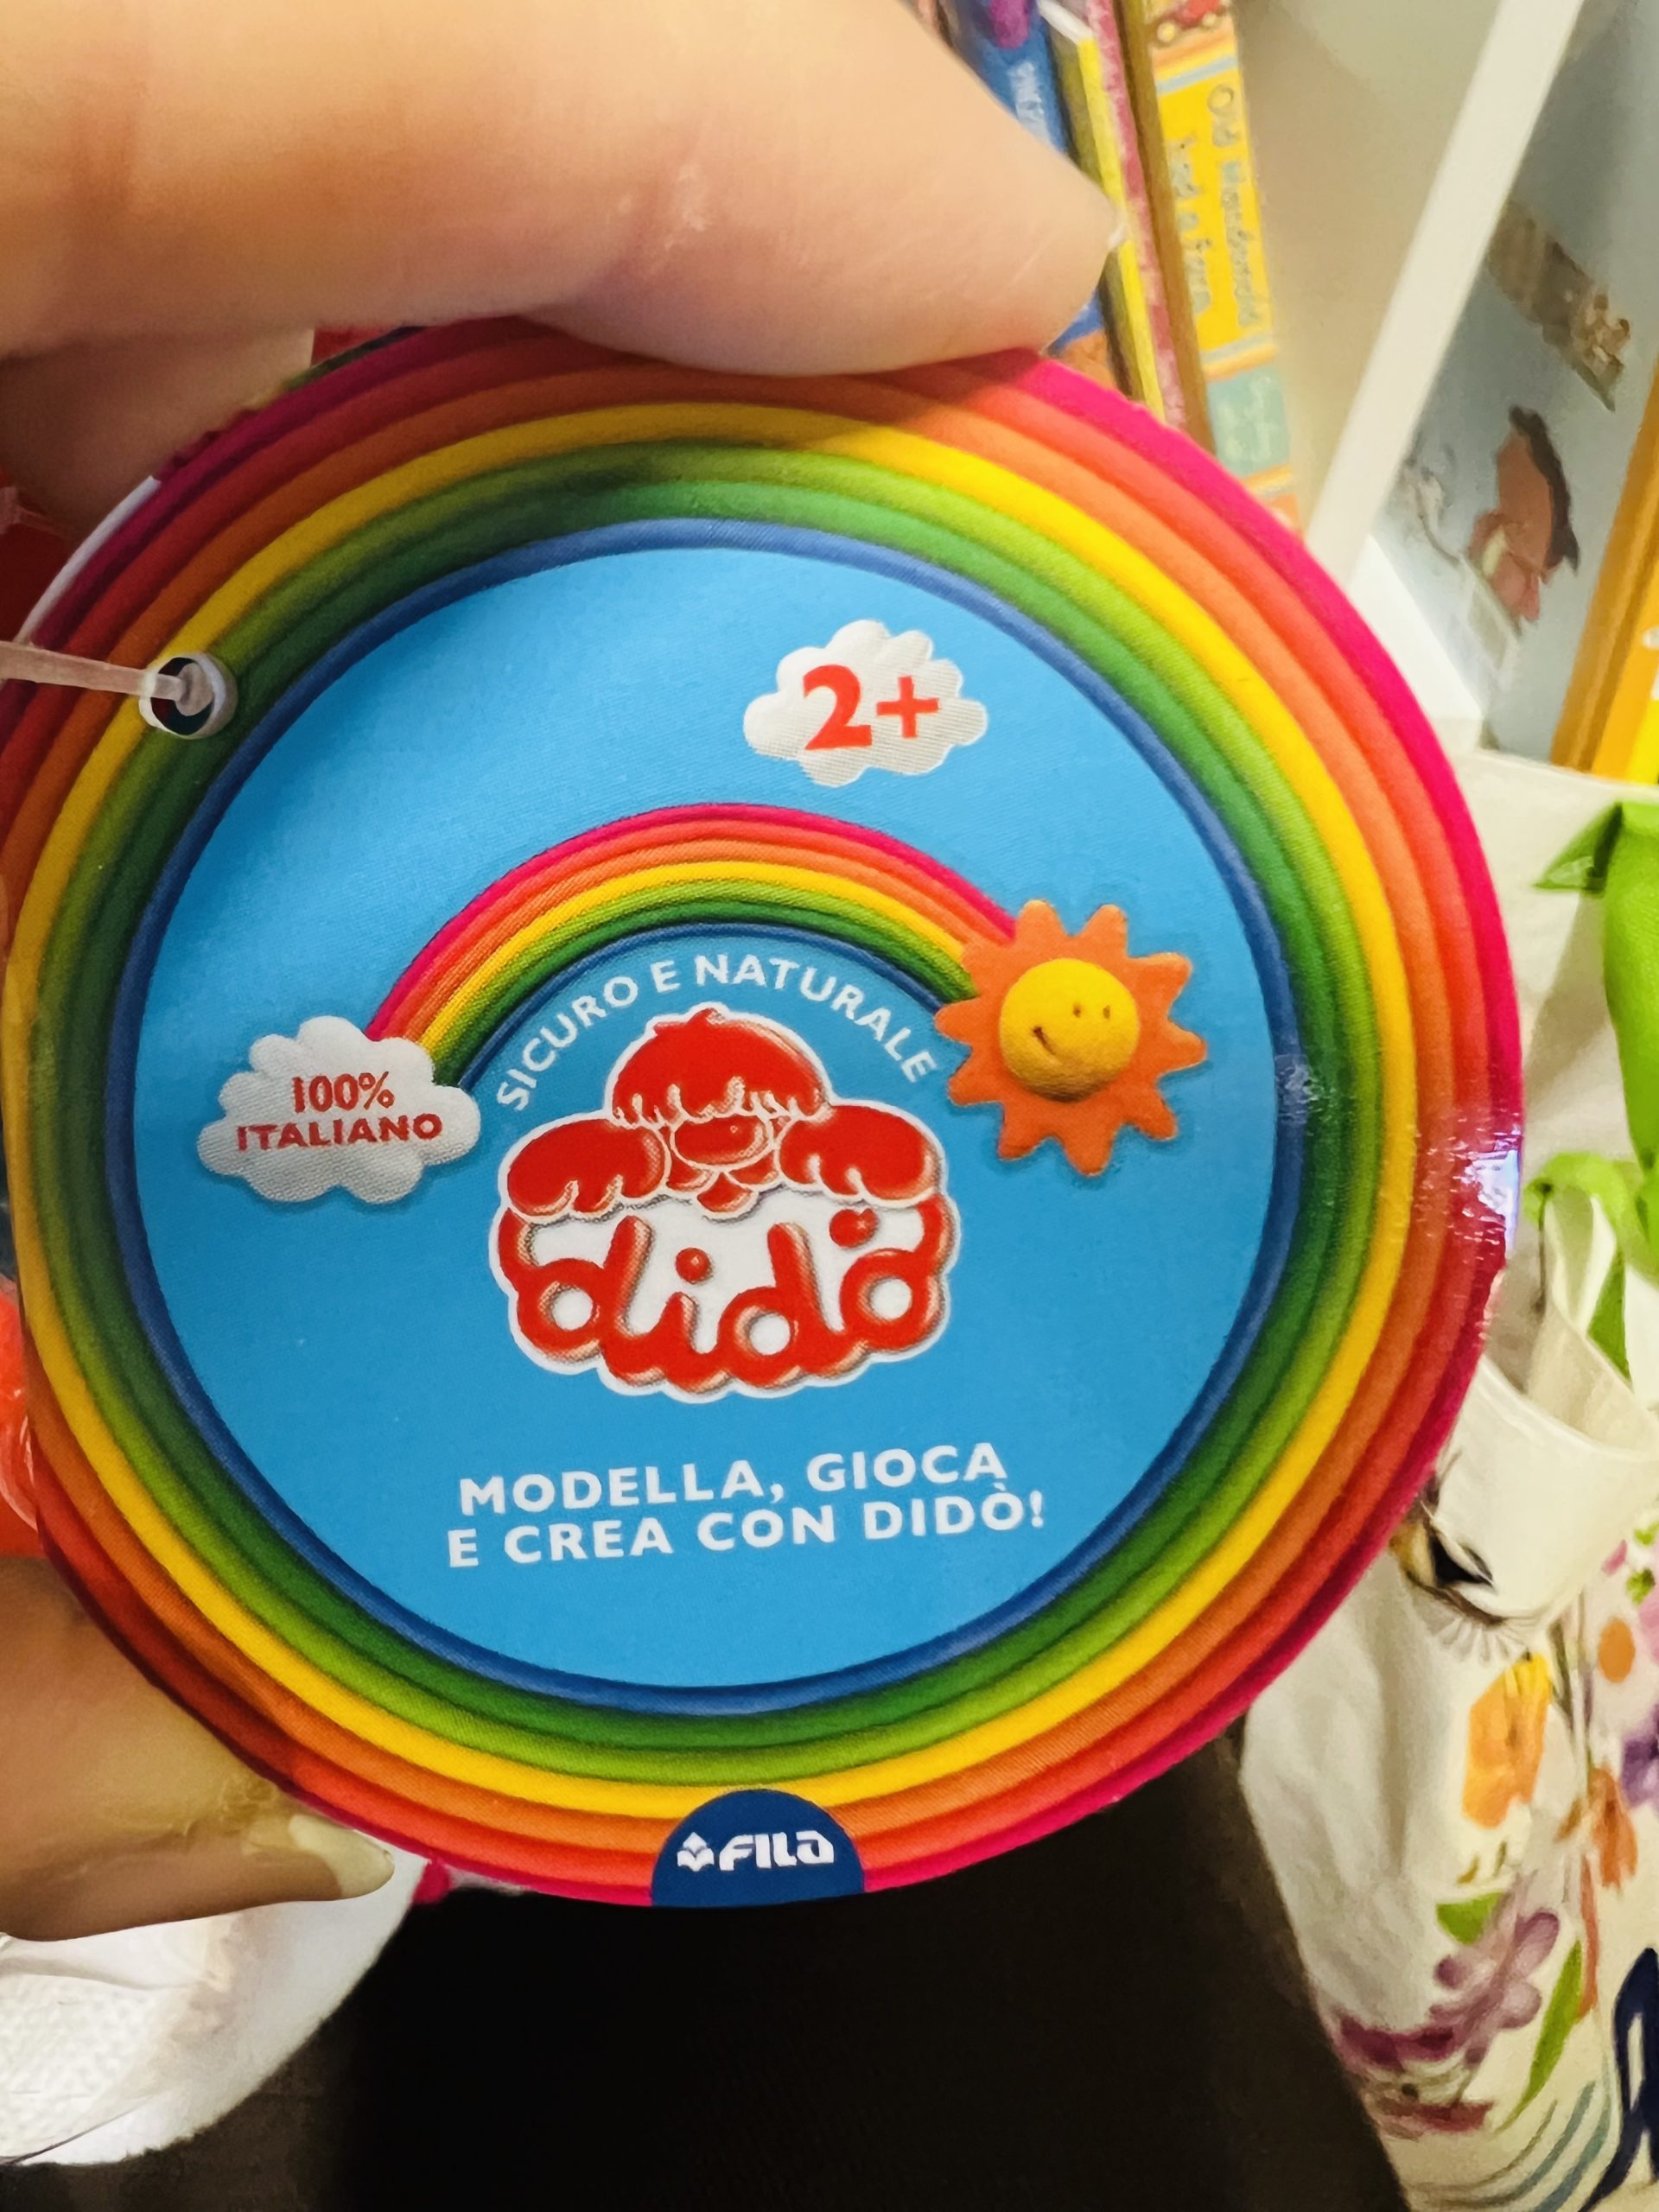 2+
SICURO E NATURALE
100%
ITALIANO
didò
MODELLA, GIOCA
E CREA CON DIDÒ!
FILA